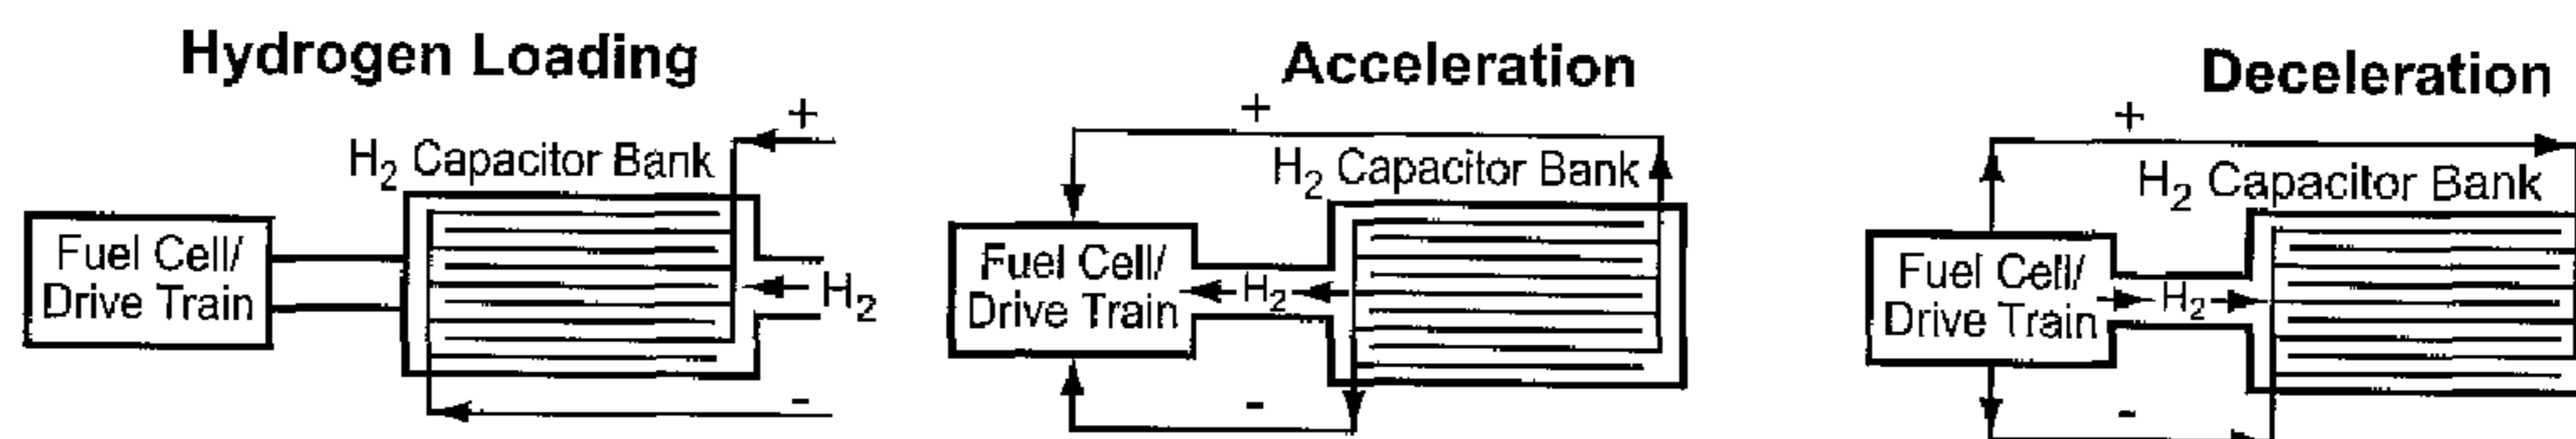 Hydrogen Loading
+
H₂ Capacitor Bank
Fuel Cell/
Drive Train
H₂
-
Acceleration
+
H₂ Capacitor Bank
Fuel Cell/
Drive Train
H₂
-
Deceleration
+
H₂ Capacitor Bank
Fuel Cell/
Drive Train
H₂
-